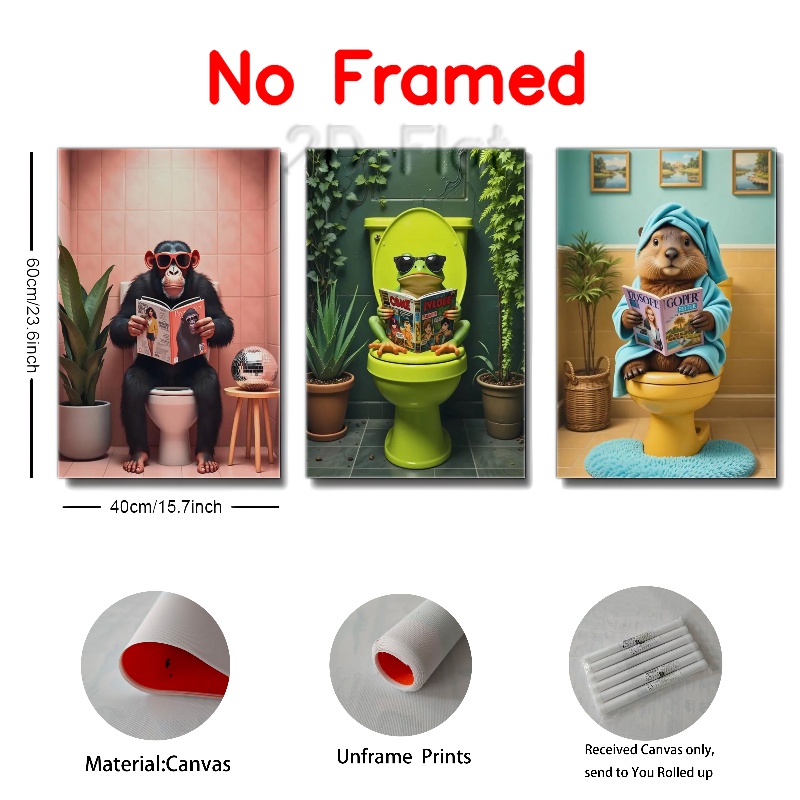 No Framed
2D Flat
60cm/23.6inch
40cm/15.7inch
GOPER
Material:Canvas
Unframe Prints
Received Canvas only,
send to You Rolled up